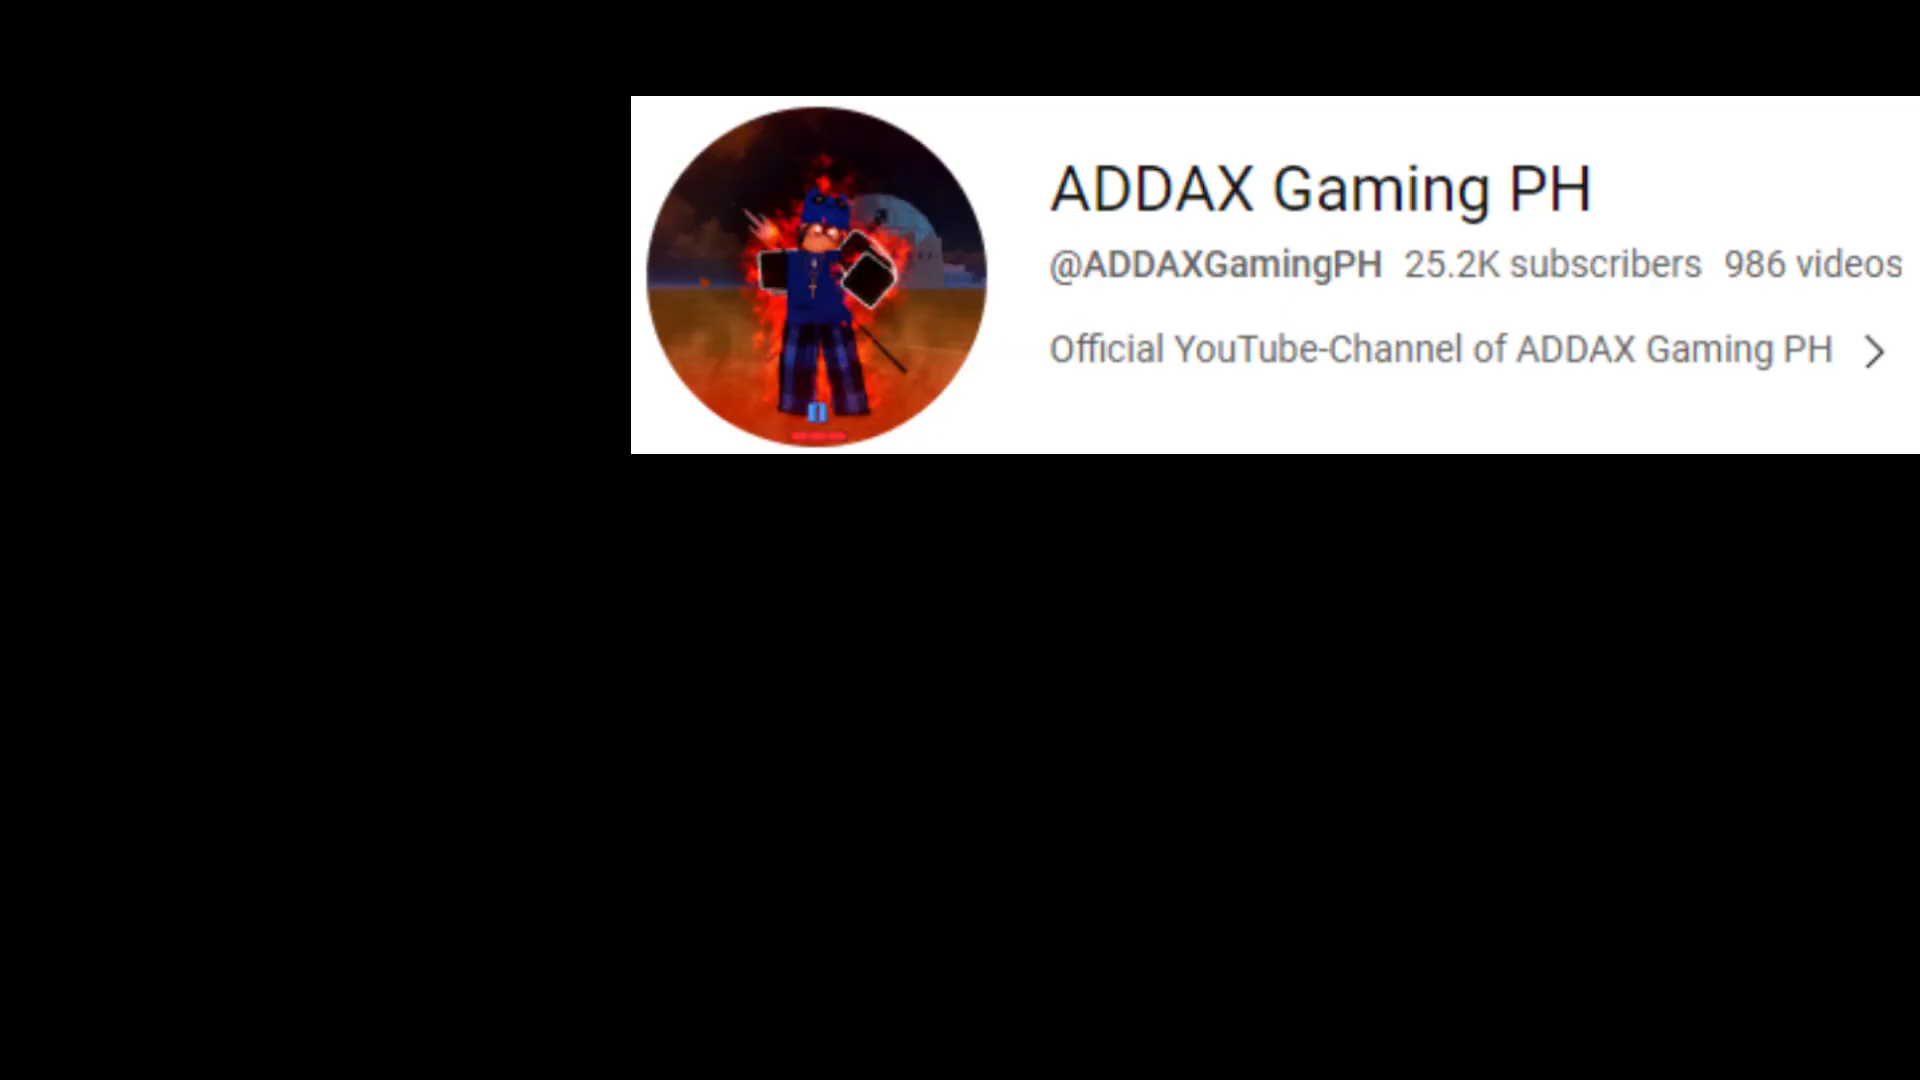 ADDAX Gaming PH
@ADDAXGamingPH 25.2K subscribers 986 videos
Official YouTube-Channel of ADDAX Gaming PH